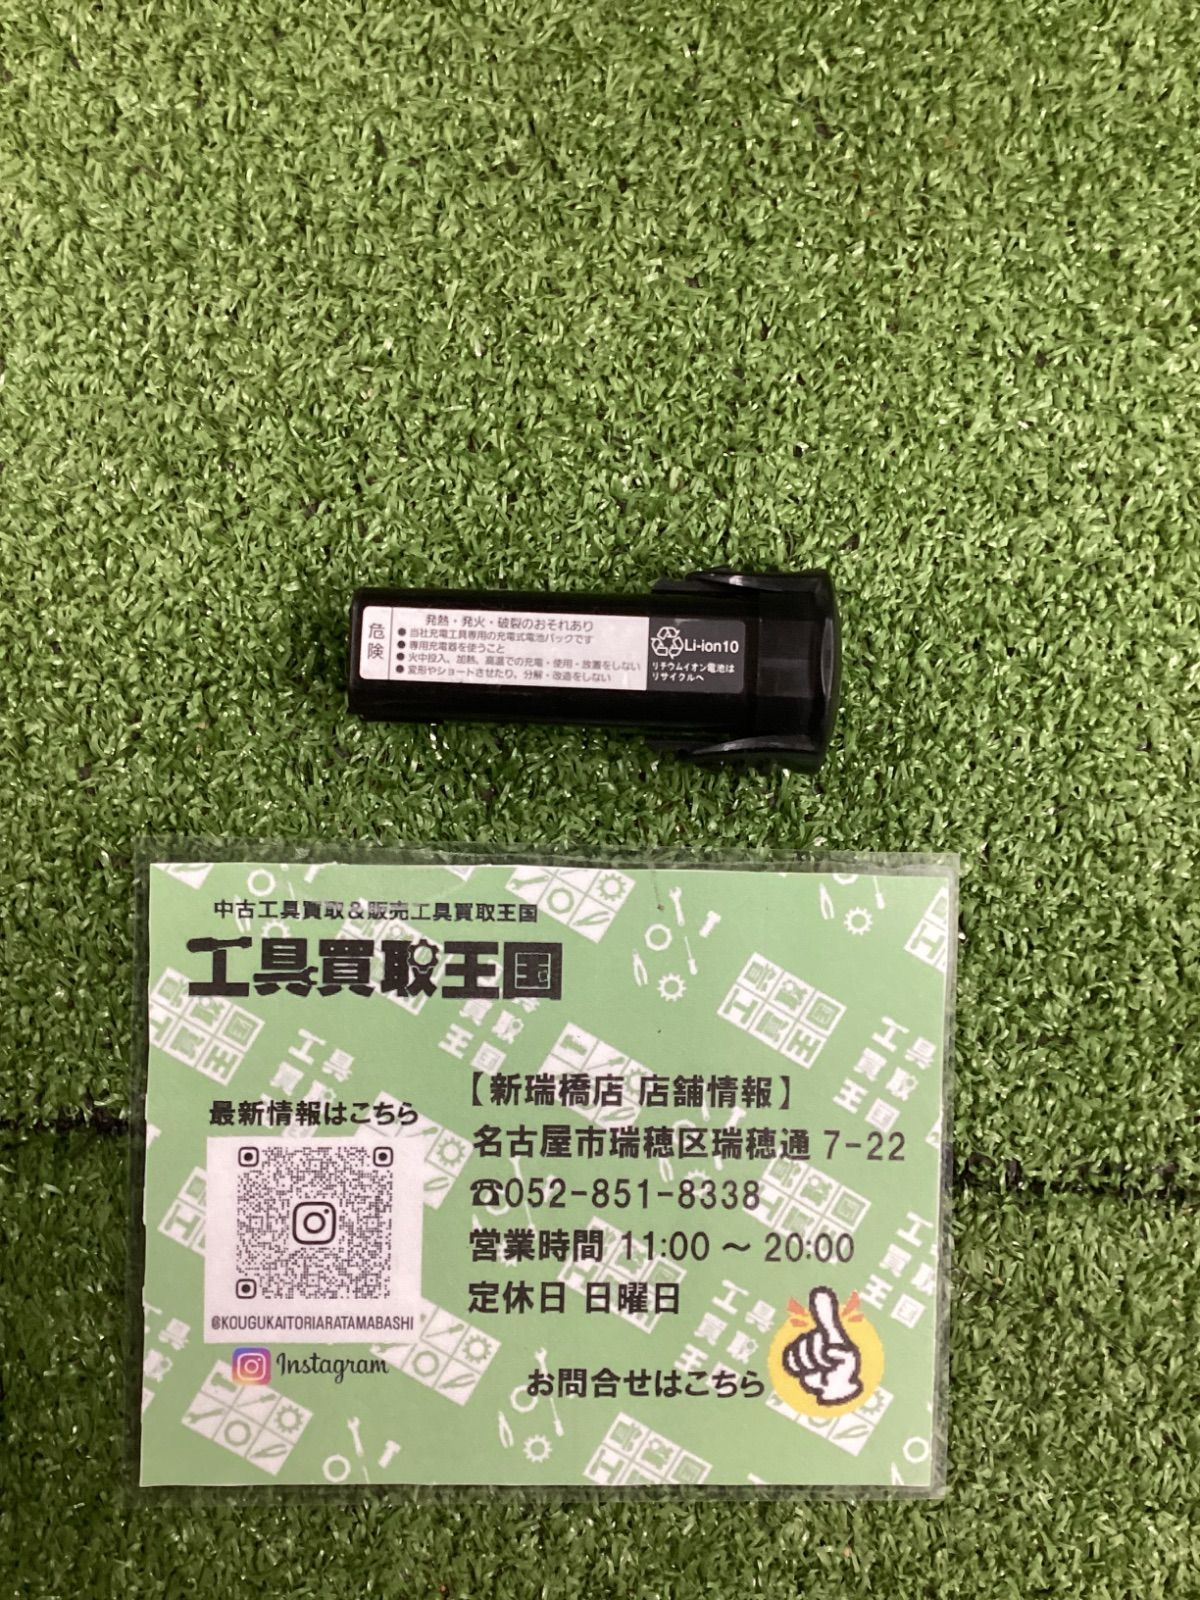 危険
発熱・発火・破裂のおそれあり
● 当社充電工具専用の充電式電池パックです
● 専用充電器を使うこと
● 火中投入、加熱、高温での充電・使用・放置をしない
● 変形やショートさせたり、分解・改造をしない
Li-ion10
リチウムイオン電池は
リサイクルへ
中古工具買取&販売工具買取王国
工具買取王国
最新情報はこちら
@KOUGUKAITORIARATAMABASHI
Instagram
【新瑞橋店 店舗情報】
名古屋市瑞穂区瑞穂通 7-22
☎052-851-8338
営業時間 11:00 ~ 20:00
定休日 日曜日
お問合せはこちら